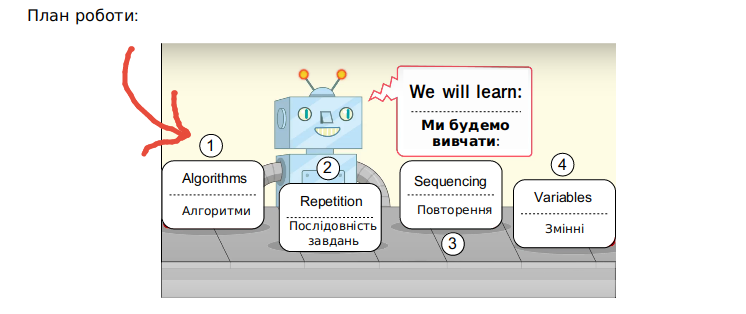 План роботи:
We will learn:
Ми будемо
вивчати:
1
Algorithms
Алгоритми
2
Repetition
Послідовність
завдань
Sequencing
Повторення
3
4
Variables
Змінні